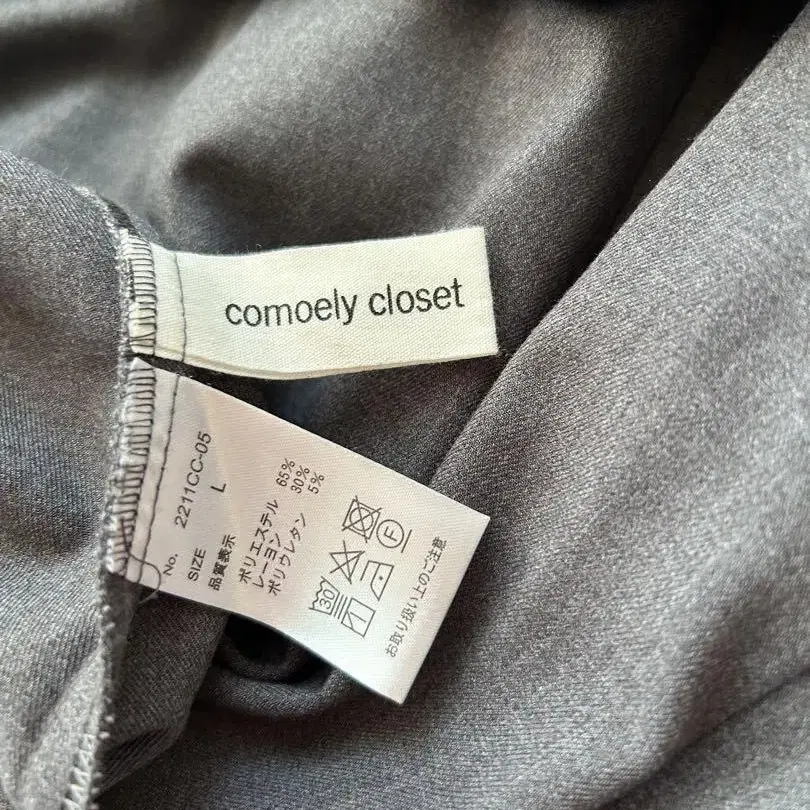 comoely closet
No. 2211CC-05
SIZE L
品質表示
ポリエステル 65%
レーヨン 30%
ポリウレタン 5%
30
F
お取り扱い上のご注意